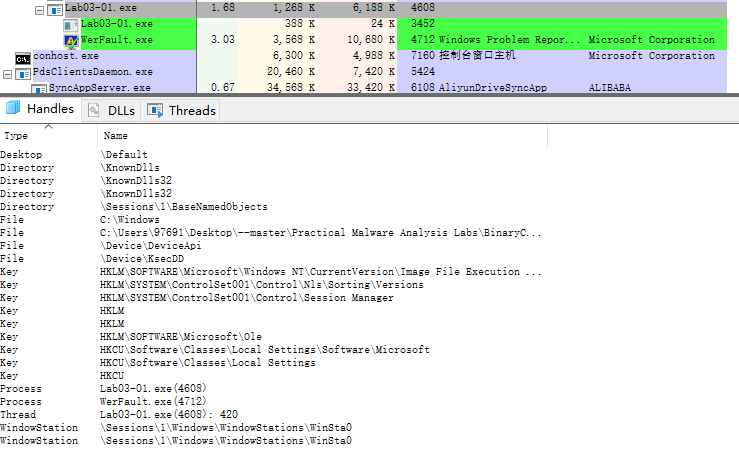 Lab03-01.exe 1.68 1,268 K 6,188 K 4608
Lab03-01.exe 388 K 24 K 3452
WerFault.exe 3.03 3,568 K 10,680 K 4712 Windows Problem Repor... Microsoft Corporation
conhost.exe 6,300 K 4,988 K 7160 控制台窗口主机 Microsoft Corporation
PdsClientsDaemon.exe 20,460 K 7,420 K 5424
SyncAppServer.exe 0.67 34,568 K 33,420 K 6108 AliyunDriveSyncApp ALIBABA
Handles DLLs Threads
Type Name
Desktop \Default
Directory \KnownDlls
Directory \KnownDlls32
Directory \KnownDlls32
Directory \Sessions\1\BaseNamedObjects
File C:\Windows
File C:\Users\97691\Desktop\--master\Practical Malware Analysis Labs\BinaryC...
File \Device\DeviceApi
File \Device\KsecDD
Key HKLM\SOFTWARE\Microsoft\Windows NT\CurrentVersion\Image File Execution ...
Key HKLM\SYSTEM\ControlSet001\Control\Nls\Sorting\Versions
Key HKLM\SYSTEM\ControlSet001\Control\Session Manager
Key HKLM
Key HKLM
Key HKLM\SOFTWARE\Microsoft\Ole
Key HKCU\Software\Classes\Local Settings\Software\Microsoft
Key HKCU\Software\Classes\Local Settings
Key HKCU
Process Lab03-01.exe(4608)
Process WerFault.exe(4712)
Thread Lab03-01.exe(4608): 420
WindowStation \Sessions\1\Windows\WindowStations\WinSta0
WindowStation \Sessions\1\Windows\WindowStations\WinSta0